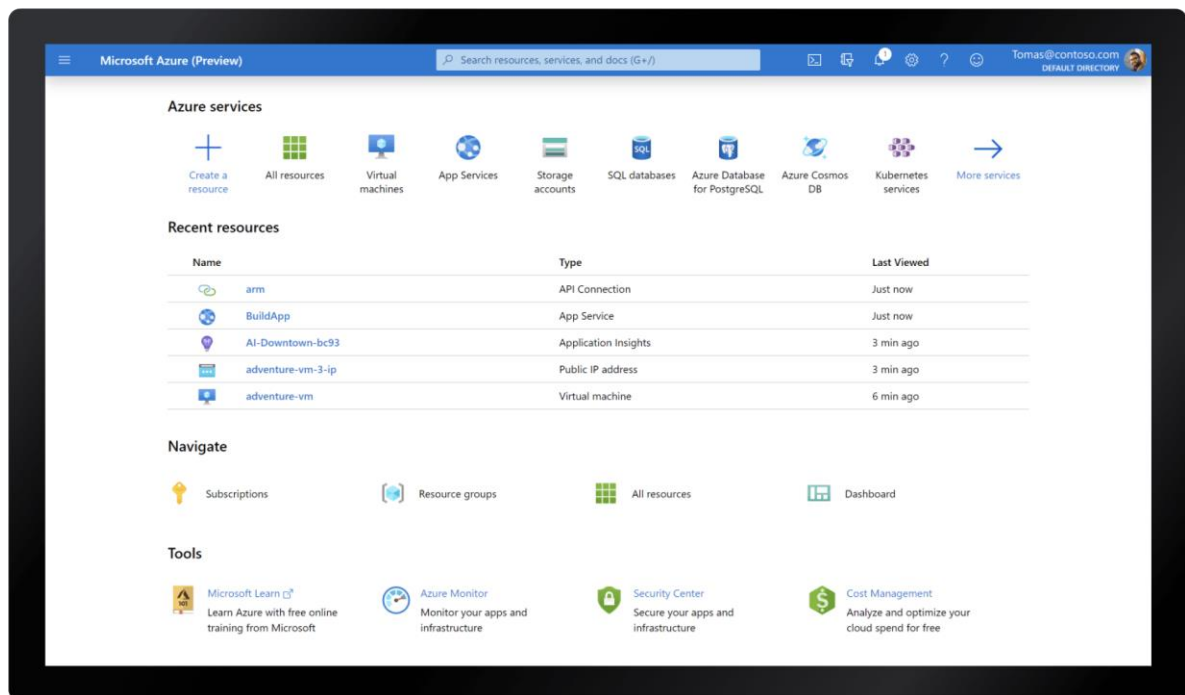 Microsoft Azure (Preview)
Search resources, services, and docs (G+/)
1
Tomas@contoso.com
DEFAULT DIRECTORY
Azure services
Create a resource
All resources
Virtual machines
App Services
Storage accounts
SQL
SQL databases
Azure Database for PostgreSQL
Azure Cosmos DB
Kubernetes services
More services
Recent resources
Name Type Last Viewed
arm API Connection Just now
BuildApp App Service Just now
AI-Downtown-bc93 Application Insights 3 min ago
adventure-vm-3-ip Public IP address 3 min ago
adventure-vm Virtual machine 6 min ago
Navigate
Subscriptions
Resource groups
All resources
Dashboard
Tools
101
Microsoft Learn
Learn Azure with free online
training from Microsoft
Azure Monitor
Monitor your apps and
infrastructure
Security Center
Secure your apps and
infrastructure
$
Cost Management
Analyze and optimize your
cloud spend for free